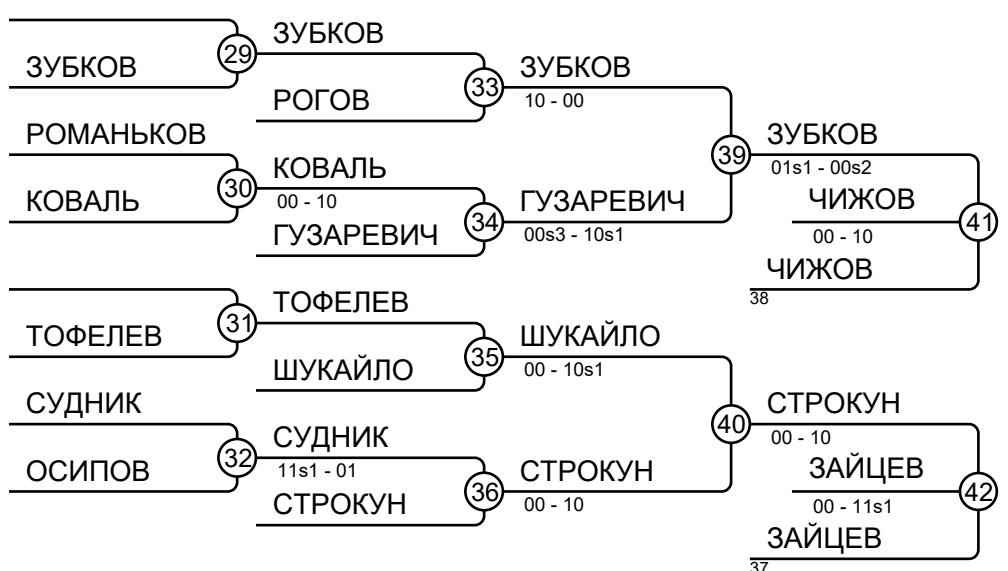 ЗУБКОВ
29
ЗУБКОВ
РОГОВ
33
ЗУБКОВ
10 - 00
РОМАНЬКОВ
КОВАЛЬ
30
КОВАЛЬ
00 - 10
ГУЗАРЕВИЧ
34
ГУЗАРЕВИЧ
00s3 - 10s1
39
ЗУБКОВ
01s1 - 00s2
ЧИЖОВ
00 - 10
41
ЧИЖОВ
38
ТОФЕЛЕВ
31
ТОФЕЛЕВ
ШУКАЙЛО
35
ШУКАЙЛО
00 - 10s1
СУДНИК
ОСИПОВ
32
СУДНИК
11s1 - 01
СТРОКУН
36
СТРОКУН
00 - 10
40
СТРОКУН
00 - 10
ЗАЙЦЕВ
00 - 11s1
42
ЗАЙЦЕВ
37